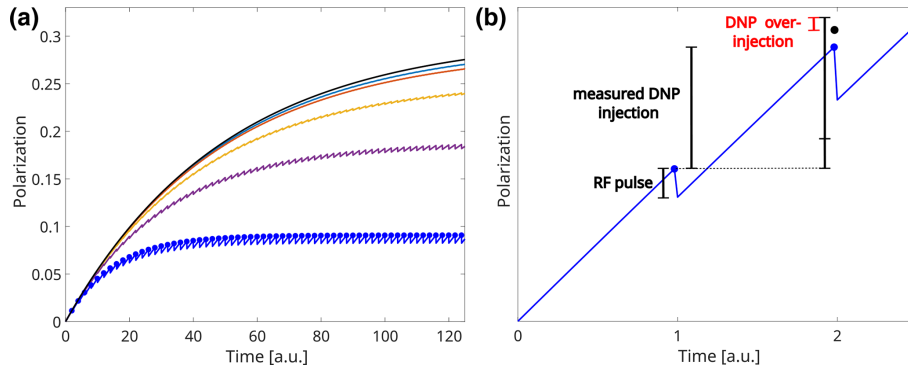 (a)
0.3
0.25
0.2
0.15
0.1
0.05
0
Polarization
0 20 40 60 80 100 120
Time [a.u.]
(b)
DNP over-
injection
measured DNP
injection
RF pulse
Polarization
0 1 2
Time [a.u.]